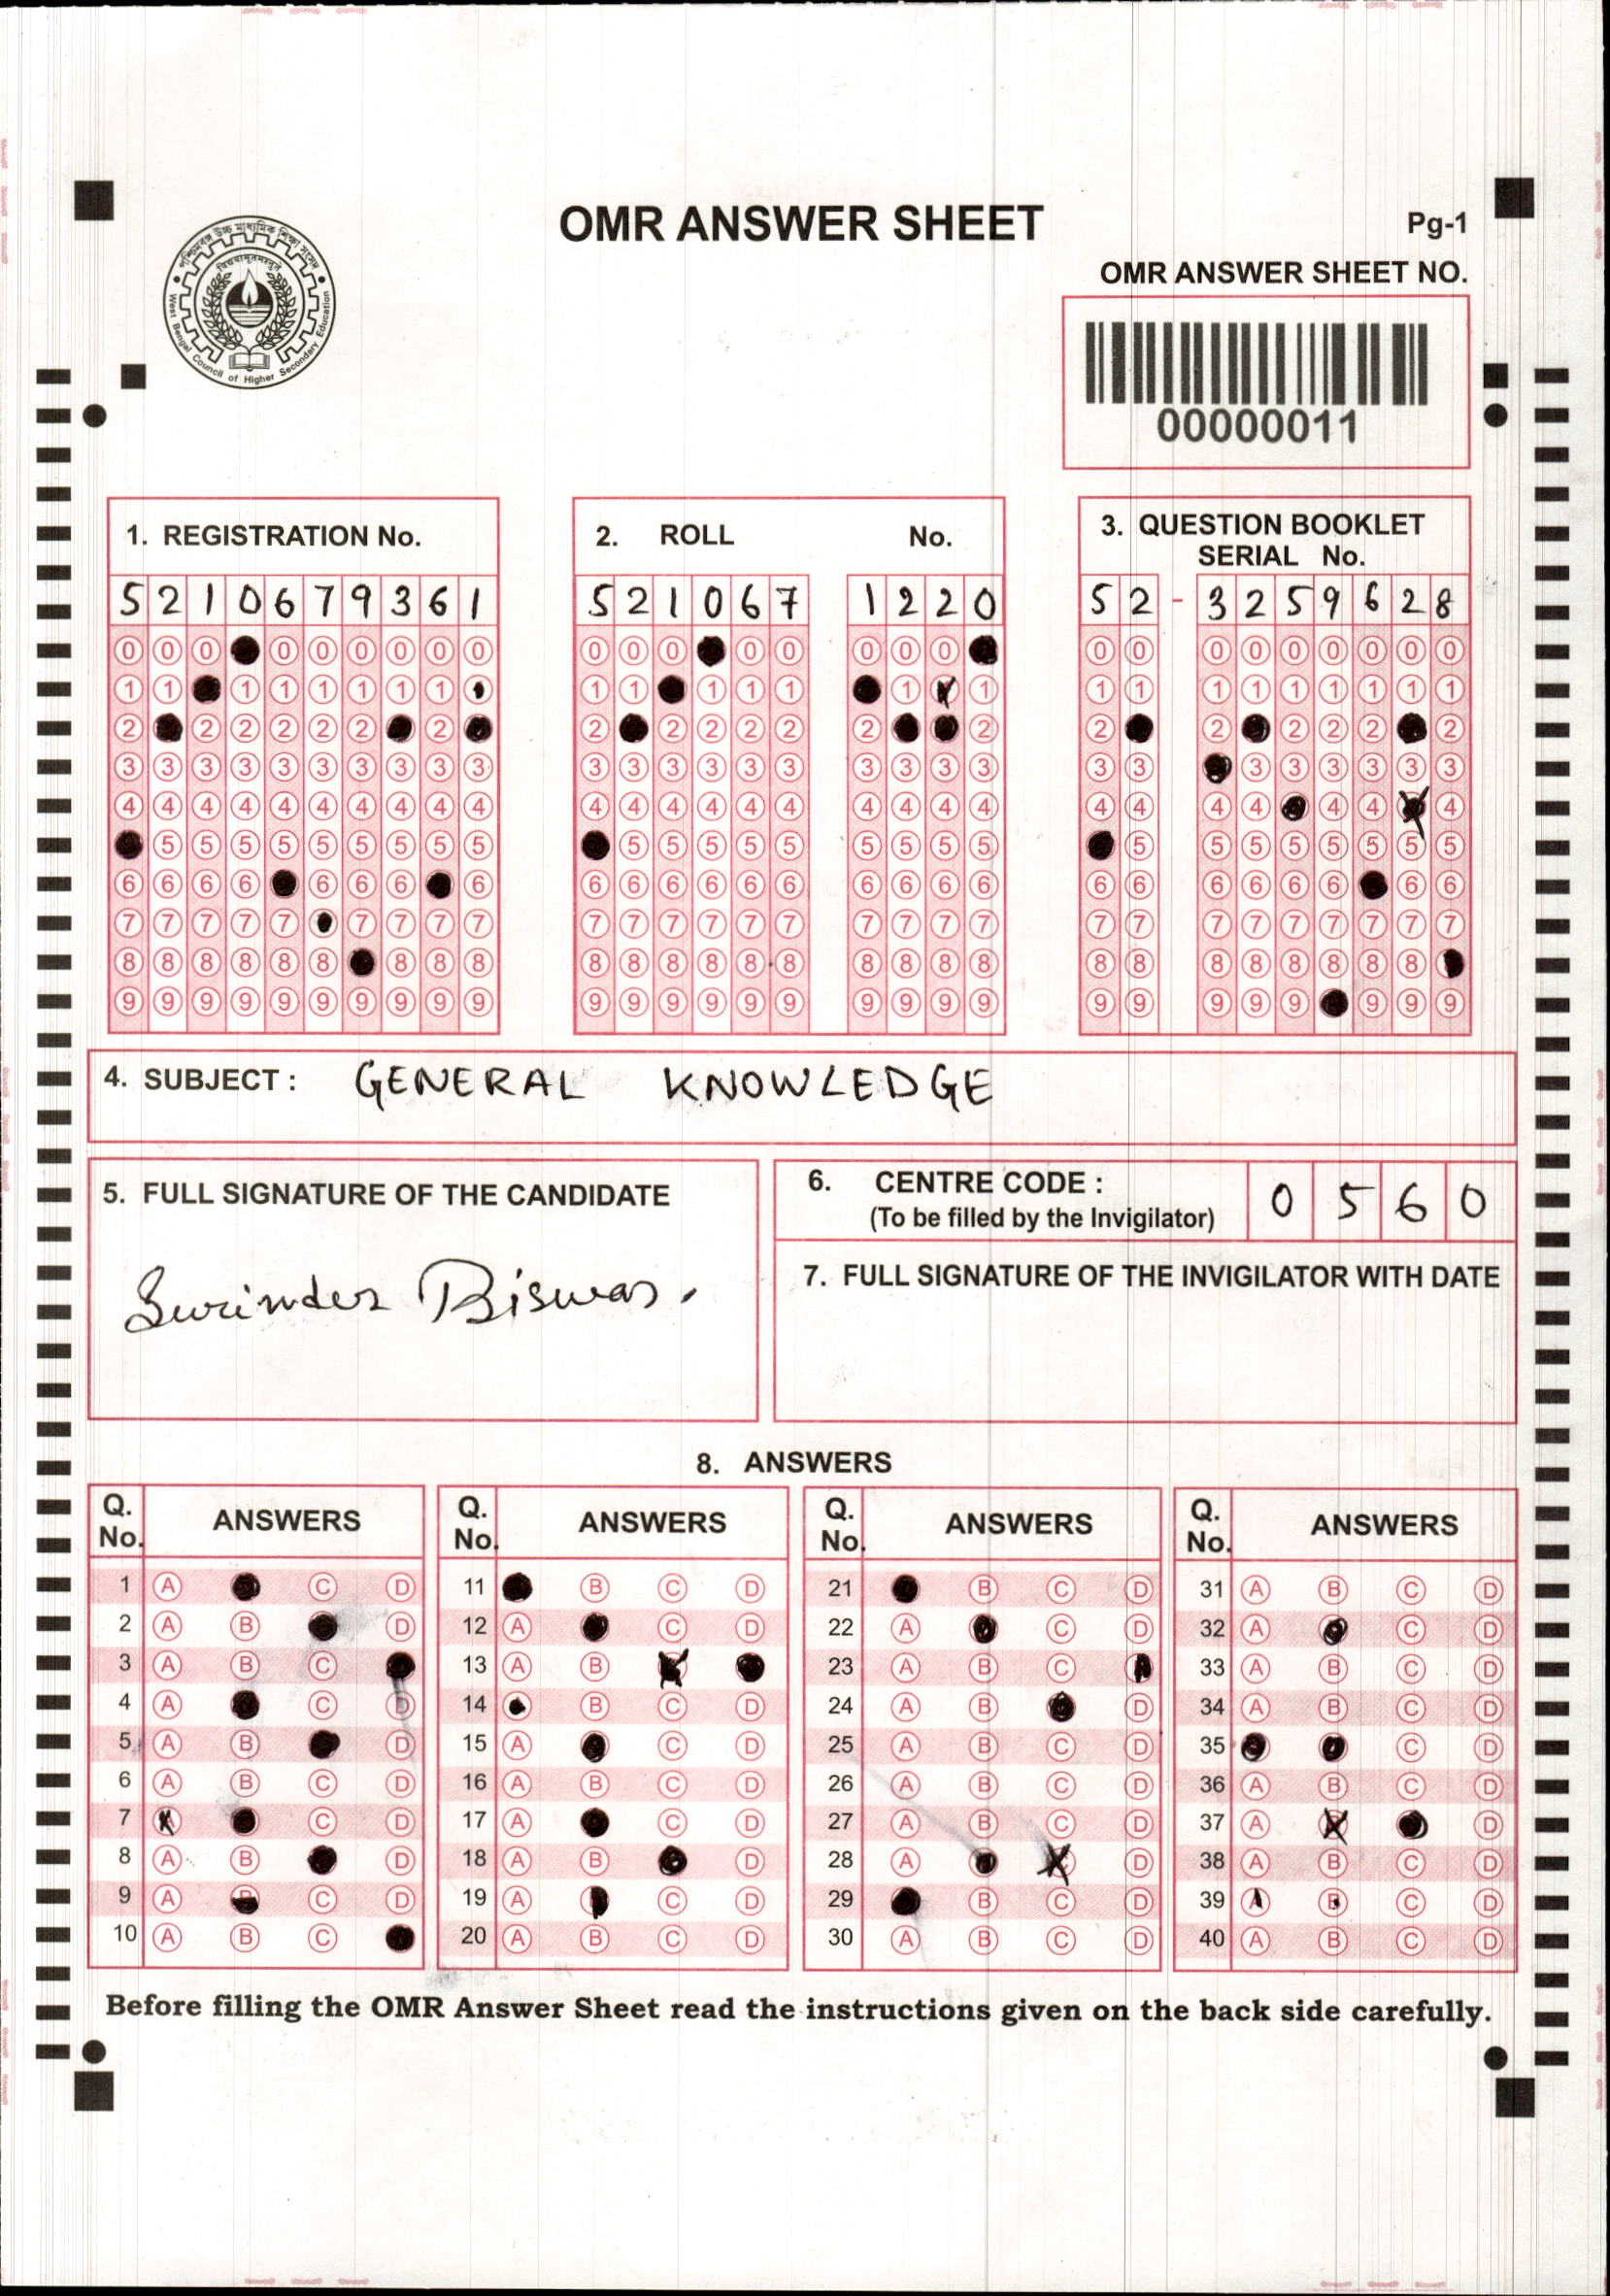 OMR ANSWER SHEET
Pg-1
পশ্চিমবঙ্গ উচ্চ মাধ্যমিক শিক্ষা সংসদ
West Bengal Council of Higher Secondary Education
OMR ANSWER SHEET NO.
00000011
1. REGISTRATION No.
5 2 1 0 6 7 9 3 6 1
2. ROLL No.
5 2 1 0 6 7 1 2 2 0
3. QUESTION BOOKLET
SERIAL No.
5 2 - 3 2 5 9 6 2 8
4. SUBJECT : GENERAL KNOWLEDGE
5. FULL SIGNATURE OF THE CANDIDATE
Surinder Biswas.
6. CENTRE CODE : 0 5 6 0
(To be filled by the Invigilator)
7. FULL SIGNATURE OF THE INVIGILATOR WITH DATE
8. ANSWERS
Q. No. ANSWERS Q. No. ANSWERS Q. No. ANSWERS Q. No. ANSWERS
1 A C D 11 B C D 21 B C D 31 A B C D
2 A B D 12 A C D 22 A C D 32 A C D
3 A B C 13 A B 23 A B C 33 A B C D
4 A C D 14 B C D 24 A B D 34 A B C D
5 A B D 15 A C D 25 A B C D 35 C D
6 A B C D 16 A B C D 26 A B C D 36 A B C D
7 A C D 17 A C D 27 A B C D 37 A B D
8 A B D 18 A B D 28 A C D 38 A B C D
9 A B C D 19 A C D 29 B C D 39 A B C D
10 A B C 20 A B C D 30 A B C D 40 A B C D
Before filling the OMR Answer Sheet read the instructions given on the back side carefully.